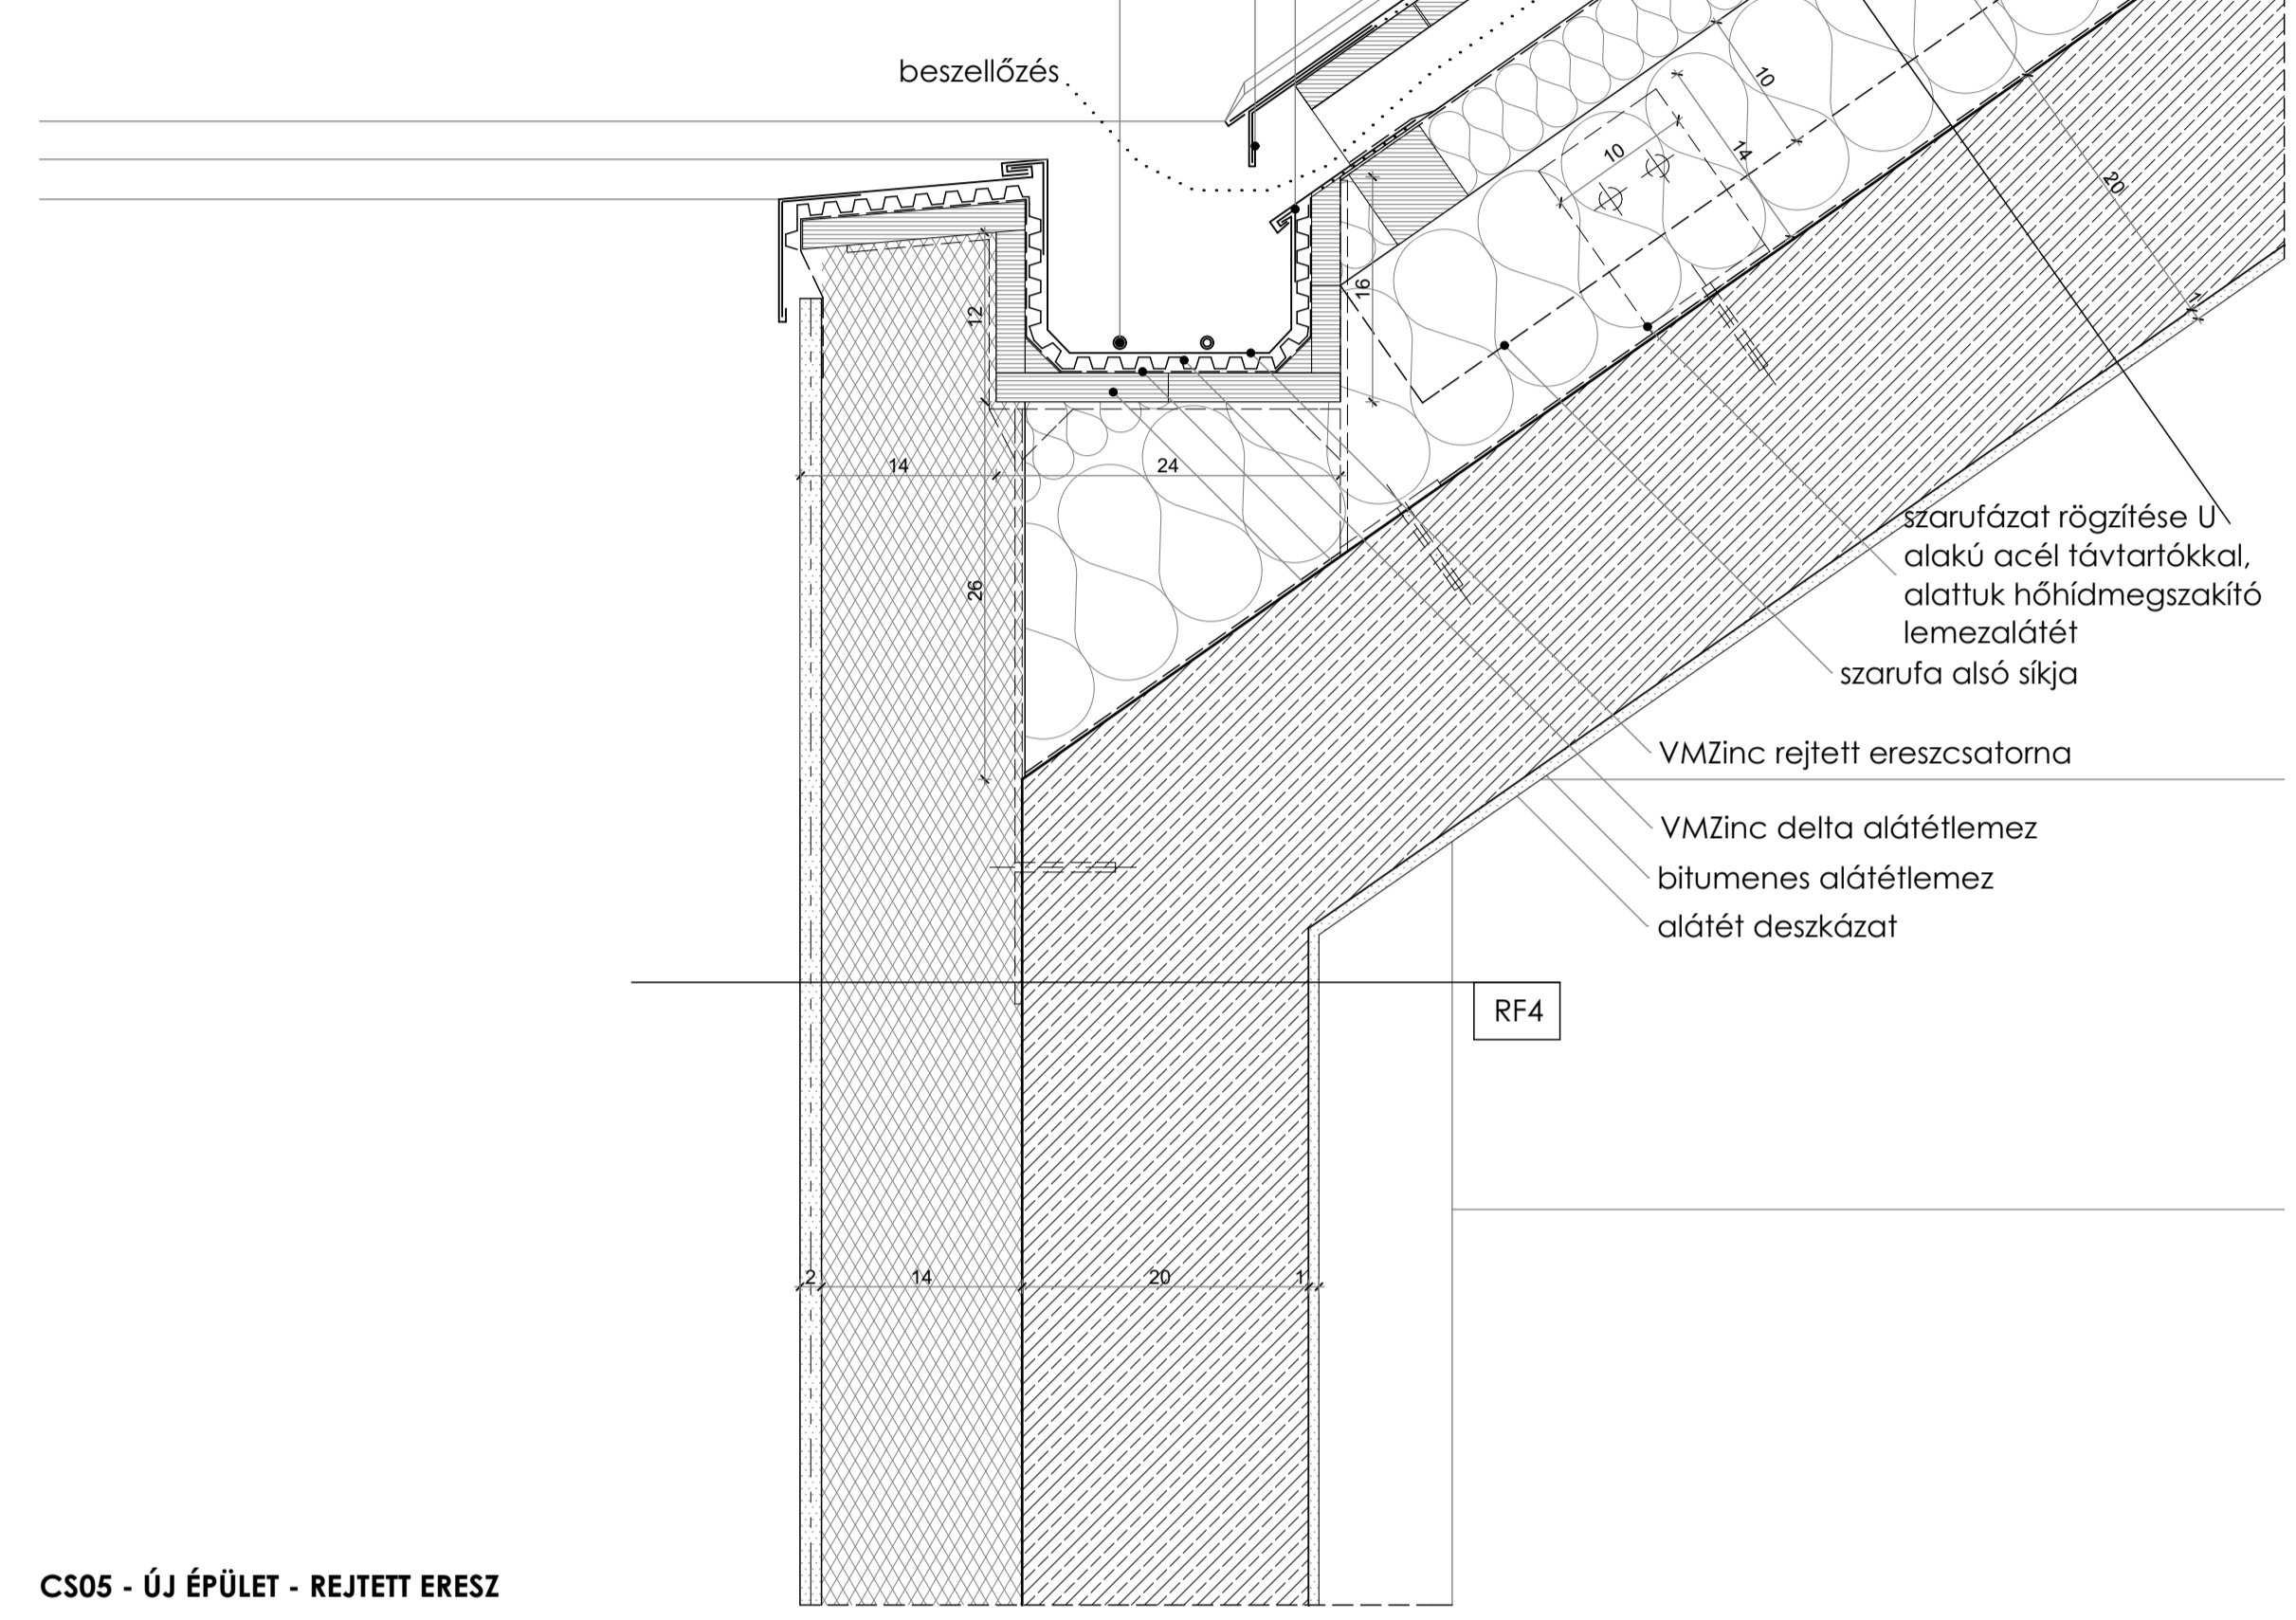 beszellőzés
10
14
10
20
1
12
16
14
24
26
szarufázat rögzítése U
alakú acél távtartókkal,
alattuk hőhídmegszakító
lemezalátét
szarufa alsó síkja
VMZinc rejtett ereszcsatorna
VMZinc delta alátétlemez
bitumenes alátétlemez
alátét deszkázat
RF4
2
14
20
1
CS05 - ÚJ ÉPÜLET - REJTETT ERESZ